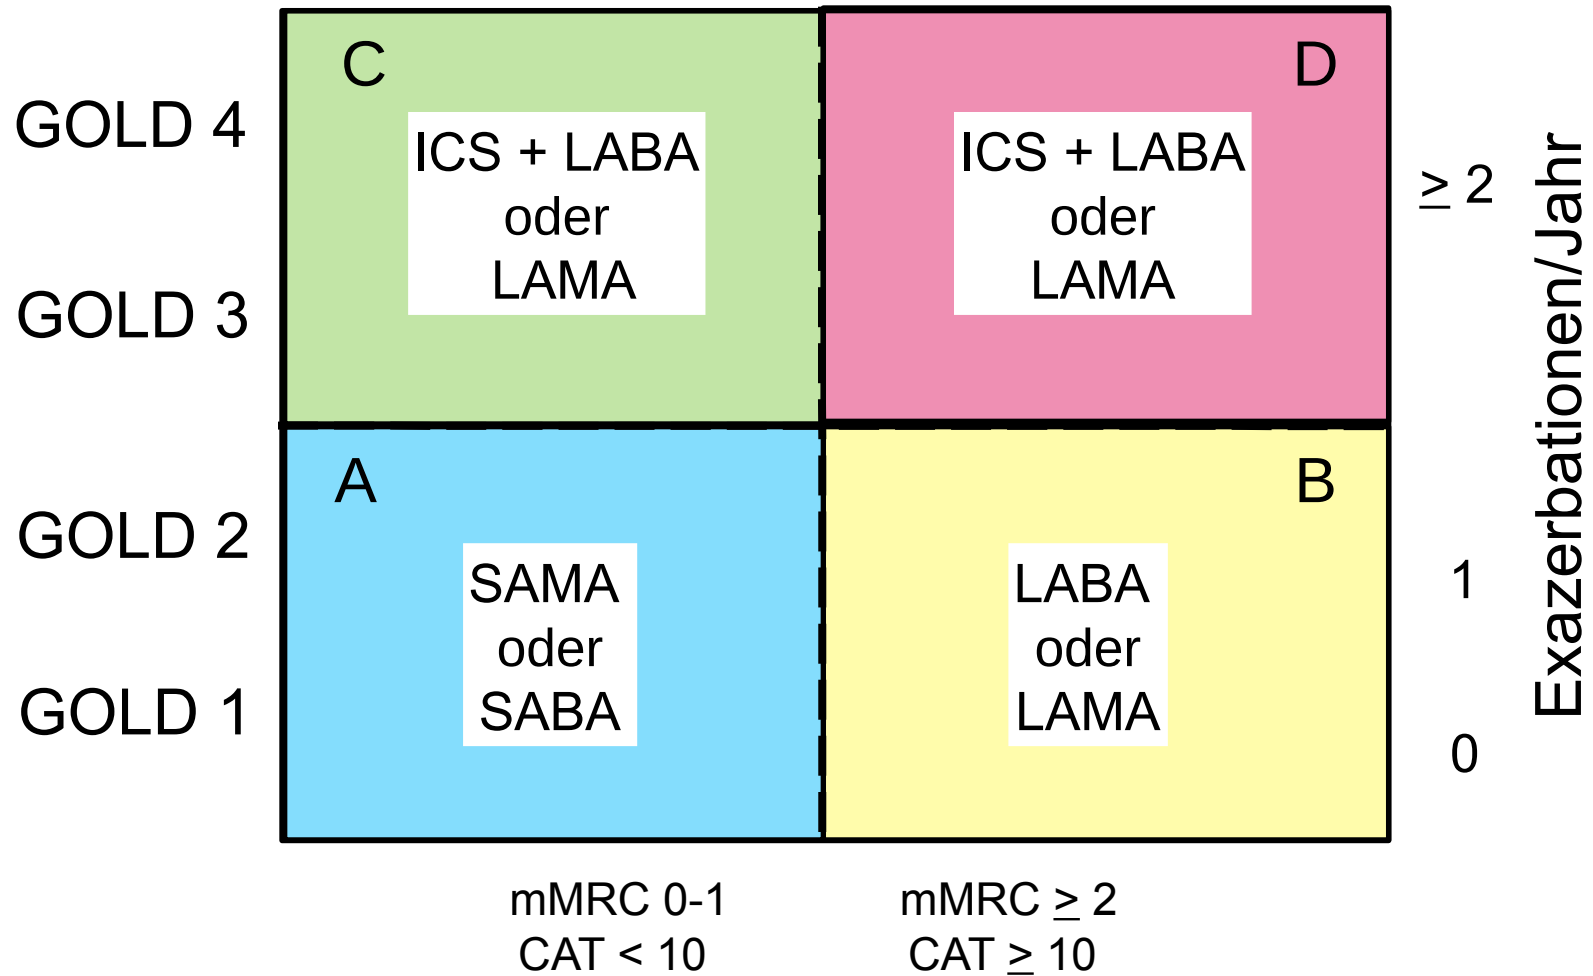 C
D
GOLD 4
ICS + LABA
oder
LAMA
ICS + LABA
oder
LAMA
≥ 2
GOLD 3
A
B
GOLD 2
SAMA
oder
SABA
LABA
oder
LAMA
1
GOLD 1
0
Exazerbationen/Jahr
mMRC 0-1
CAT < 10
mMRC ≥ 2
CAT ≥ 10